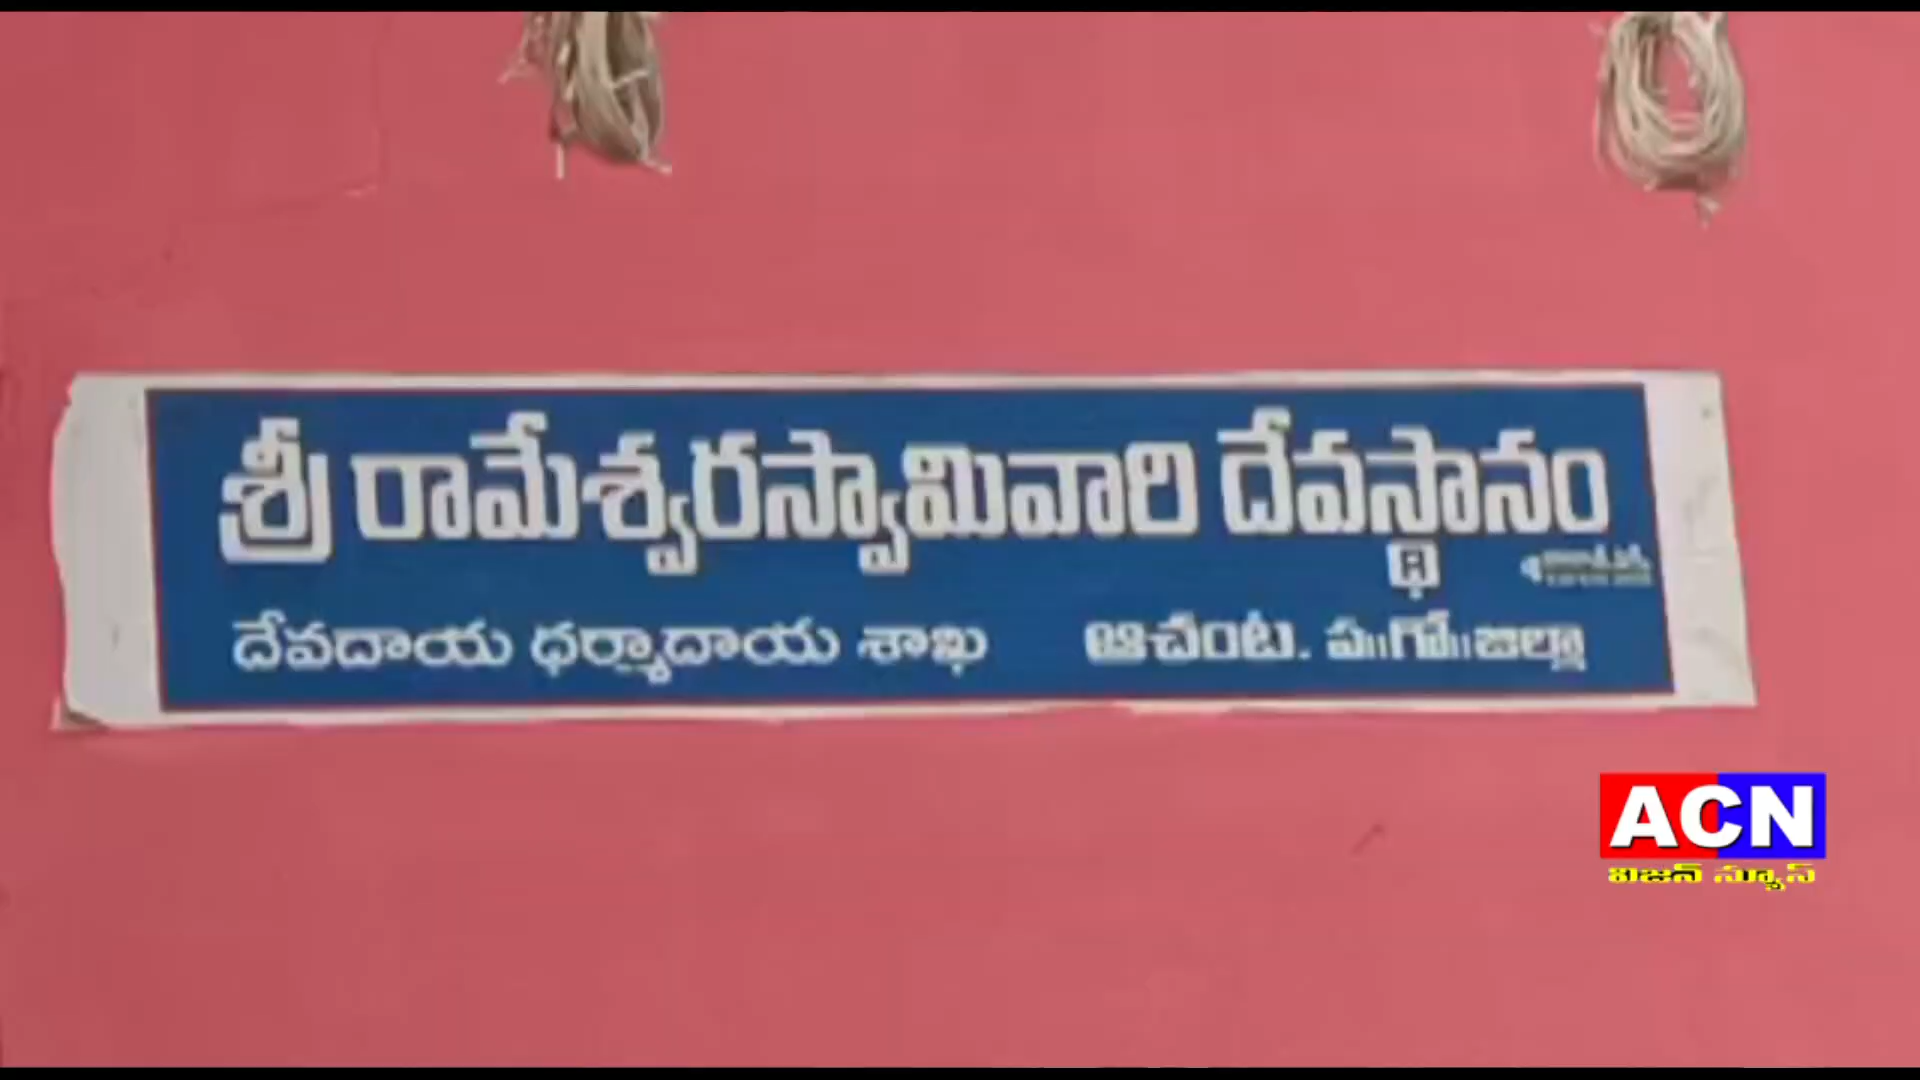 శ్రీ రామేశ్వరస్వామివారి దేవస్థానం
దేవదాయ ధర్మాదాయ శాఖ ఆచంట. ప॥గో॥జిల్లా
ACN
విజన్ న్యూస్